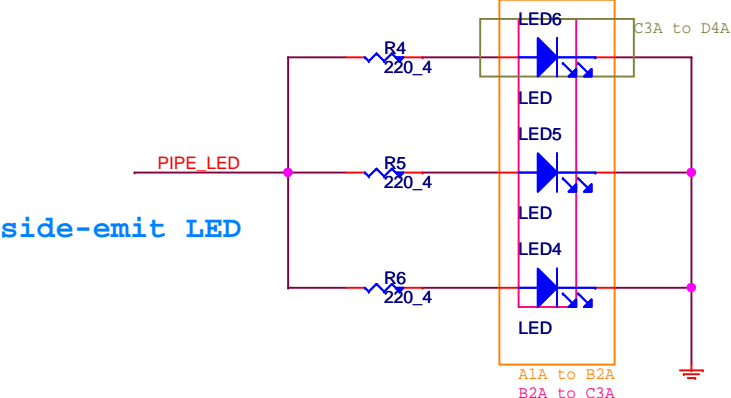 LED6
C3A to D4A
R4
220_4
LED
LED5
PIPE_LED
R5
220_4
LED
side-emit LED
LED4
R6
220_4
LED
A1A to B2A
B2A to C3A